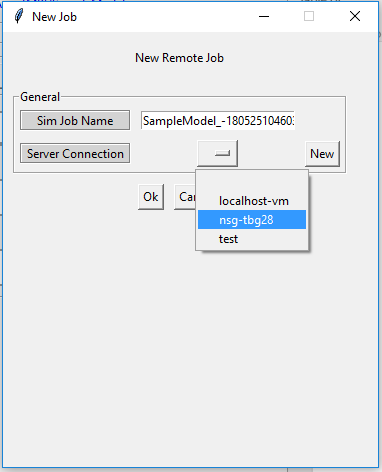 New Job
New Remote Job
General
Sim Job Name
SampleModel_-18052510460
Server Connection
New
localhost-vm
nsg-tbg28
test
Ok